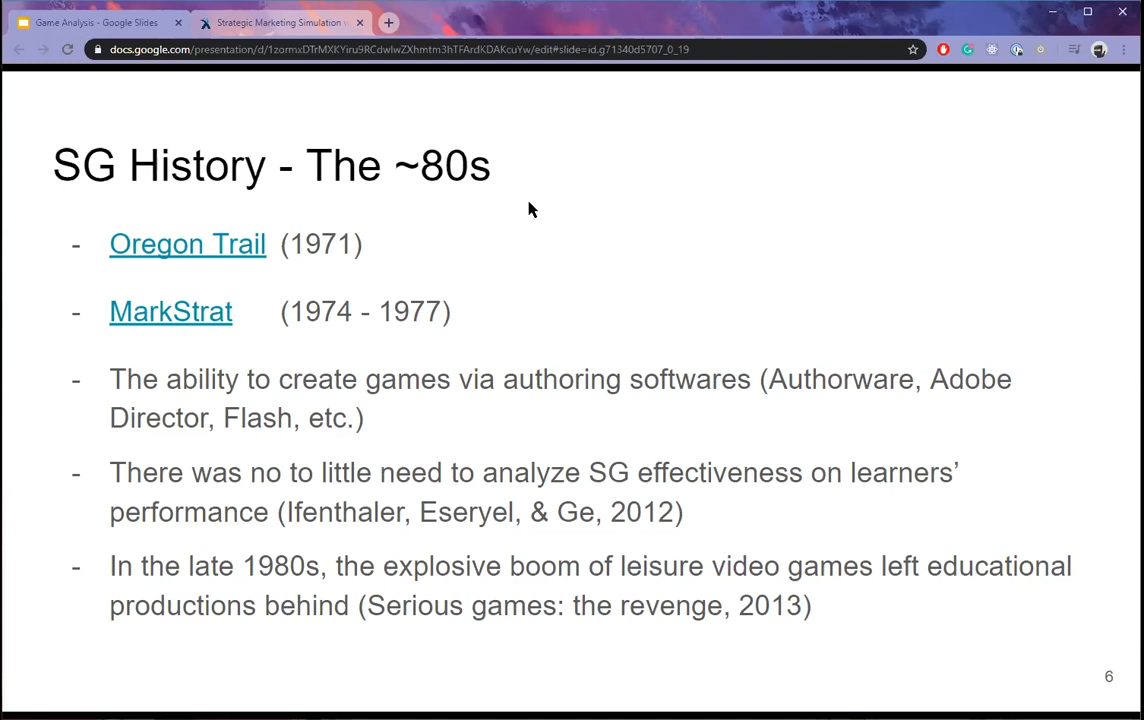 Game Analysis - Google Slides
Strategic Marketing Simulation
docs.google.com/presentation/d/1zormxDTrMXKYiru9RCdwlwZXhmtm3hTFArdKDAKcuYw/edit#slide=id.g71340d5707_0_19
SG History - The ~80s
- Oregon Trail (1971)
- MarkStrat (1974 - 1977)
- The ability to create games via authoring softwares (Authorware, Adobe
Director, Flash, etc.)
- There was no to little need to analyze SG effectiveness on learners’
performance (Ifenthaler, Eseryel, & Ge, 2012)
- In the late 1980s, the explosive boom of leisure video games left educational
productions behind (Serious games: the revenge, 2013)
6